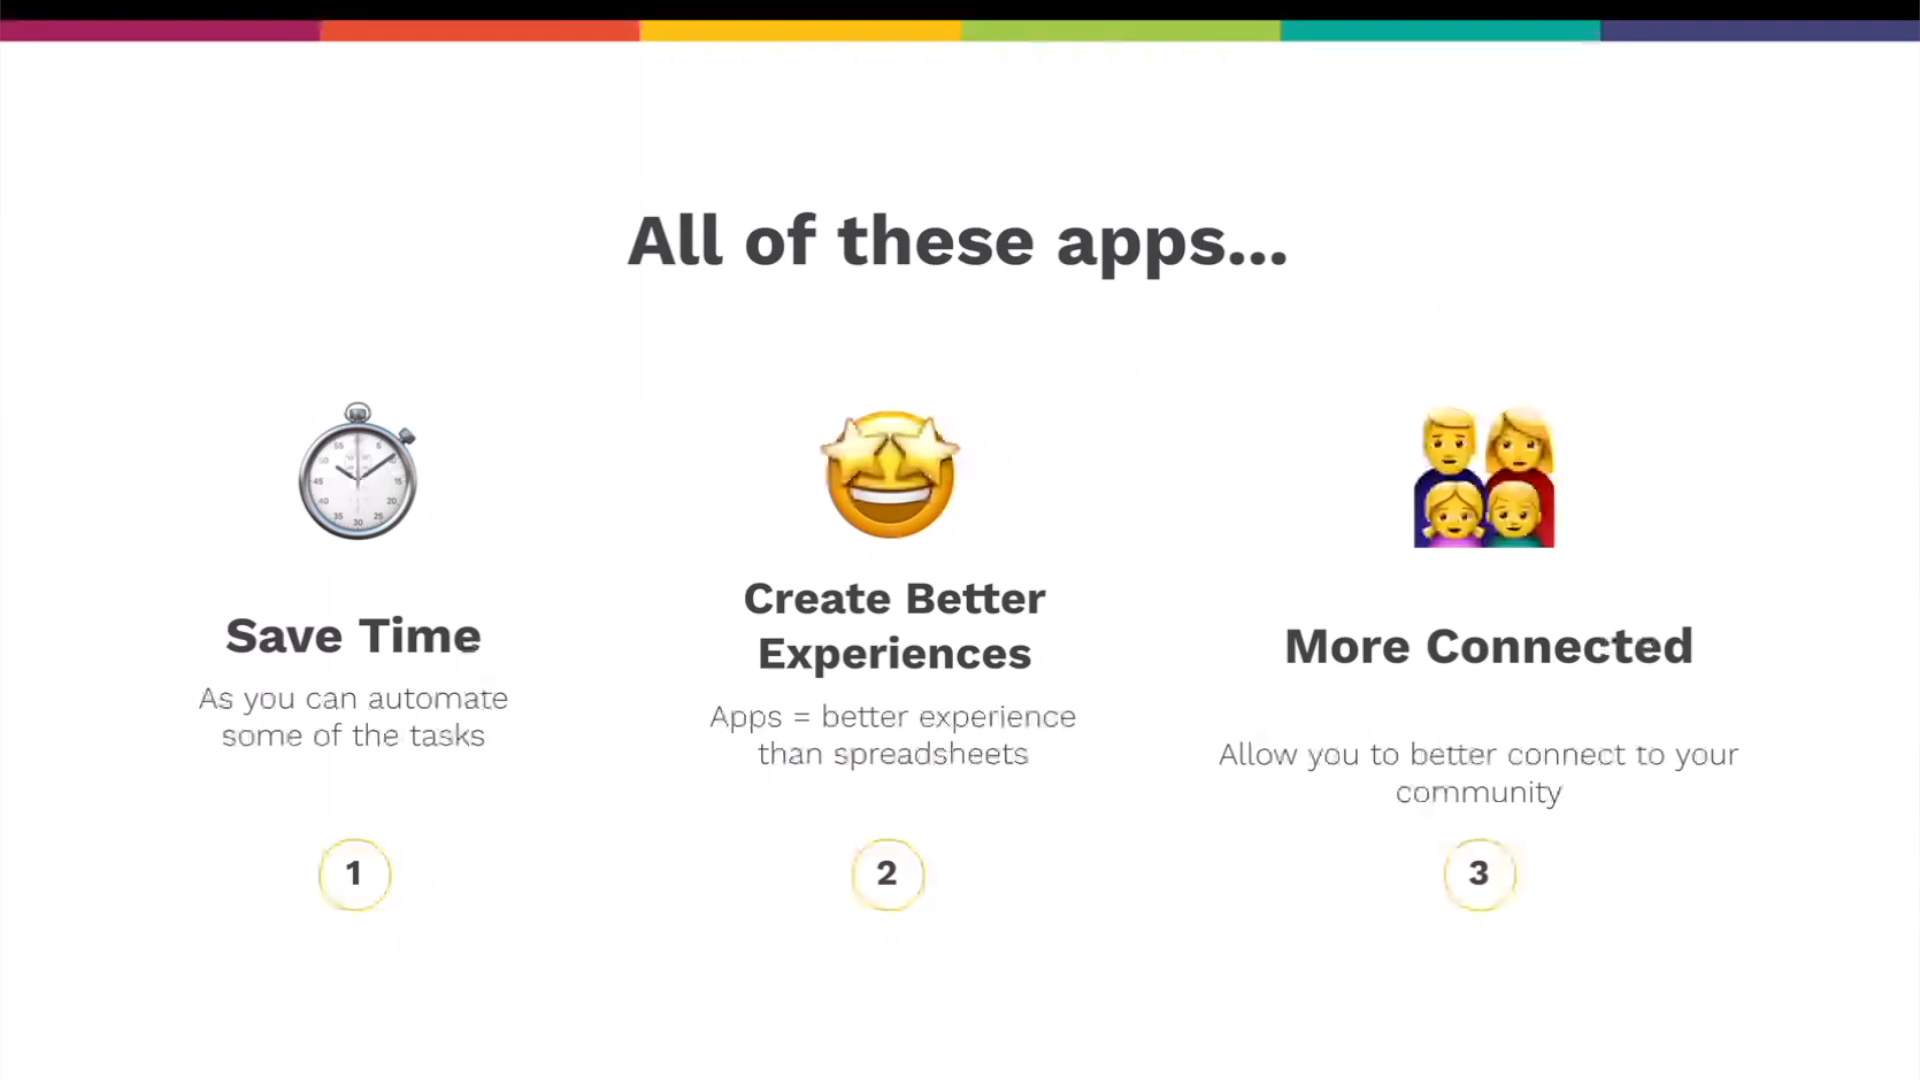 All of these apps...
Save Time
As you can automate
some of the tasks
1
Create Better
Experiences
Apps = better experience
than spreadsheets
2
More Connected
Allow you to better connect to your
community
3